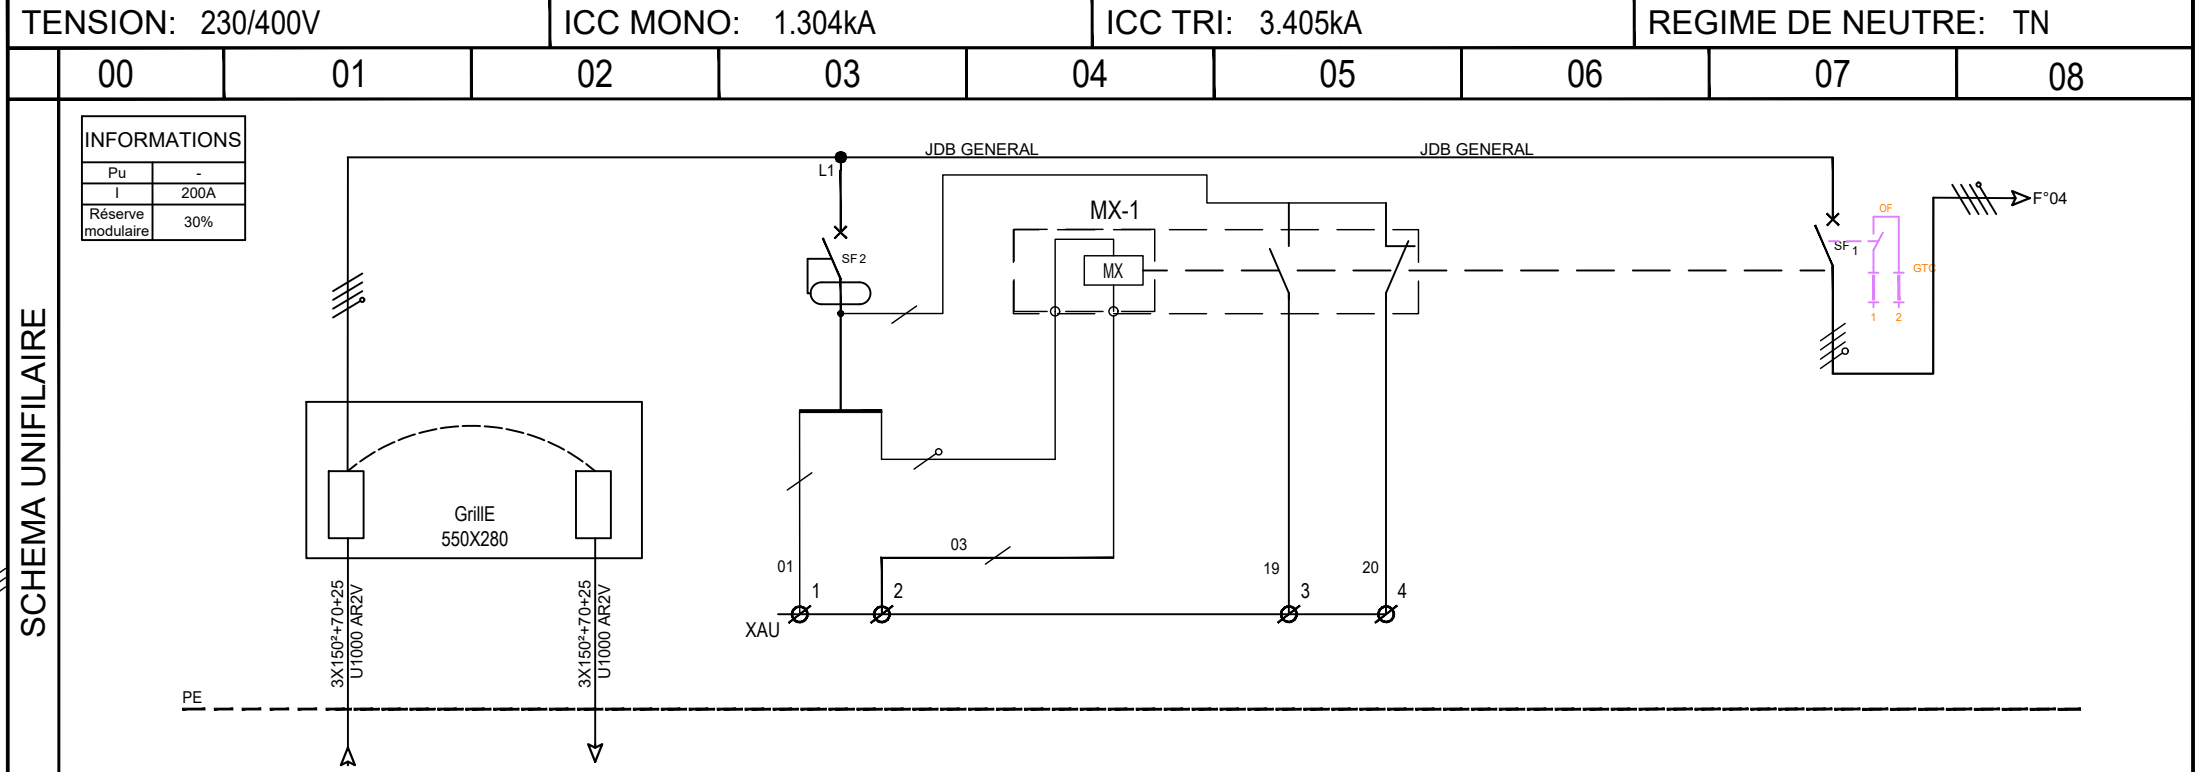 TENSION: 230/400V
ICC MONO: 1.304kA
ICC TRI: 3.405kA
REGIME DE NEUTRE: TN
00 01 02 03 04 05 06 07 08
SCHEMA UNIFILAIRE
INFORMATIONS
Pu -
I 200A
Réserve modulaire 30%
JDB GENERAL
JDB GENERAL
L1
SF2
MX-1
MX
SF1
OF
GTC
1 2
F°04
GrillE
550X280
3X150²+70+25
U1000 AR2V
3X150²+70+25
U1000 AR2V
01
03
19
20
1
2
3
4
XAU
PE